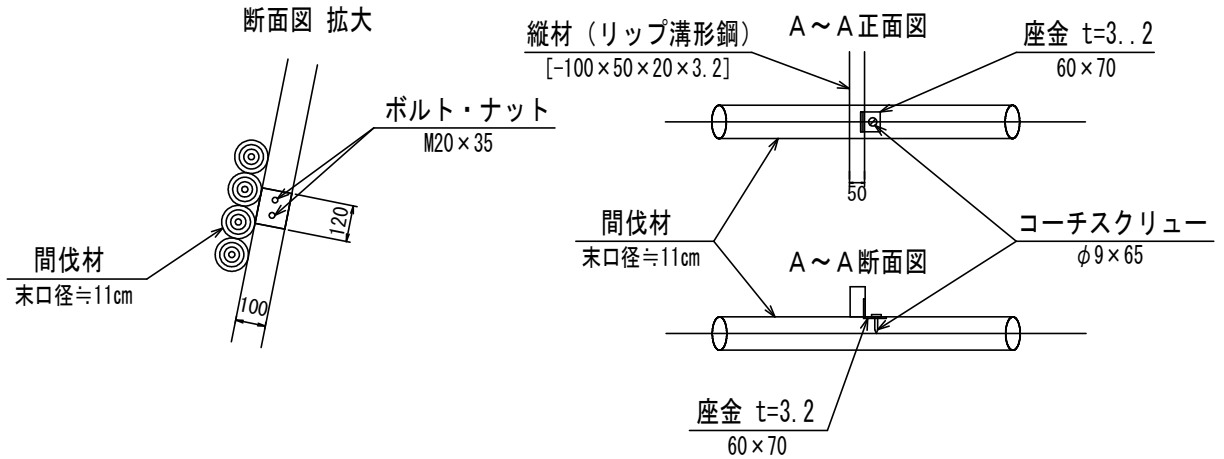 断面図 拡大
ボルト・ナット
M20×35
120
間伐材
末口径≒11cm
100
縦材（リップ溝形鋼）
[-100×50×20×3.2]
A～A正面図
座金 t=3..2
60×70
50
間伐材
末口径≒11cm
コーチスクリュー
φ9×65
A～A断面図
座金 t=3.2
60×70